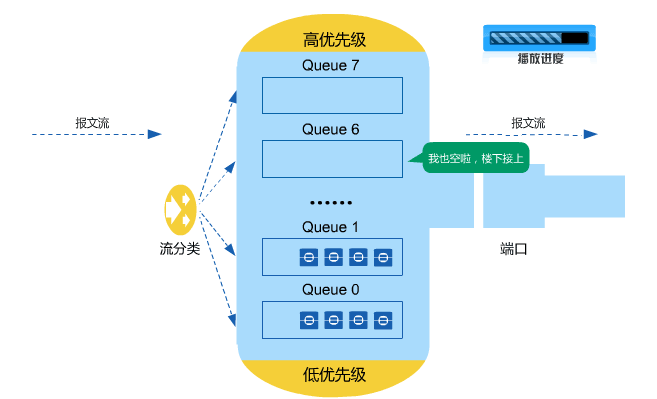 高优先级
播放进度
Queue 7
报文流
报文流
Queue 6
我也空啦，楼下接上
······
Queue 1
流分类
端口
Queue 0
低优先级